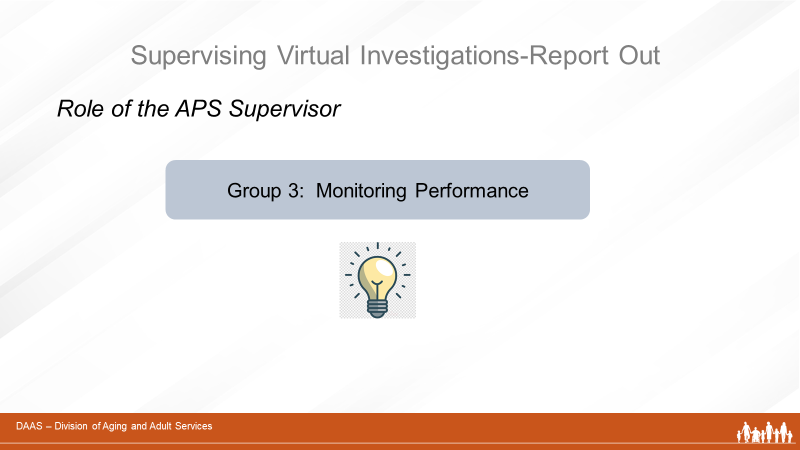 Supervising Virtual Investigations-Report Out
Role of the APS Supervisor
Group 3: Monitoring Performance
DAAS – Division of Aging and Adult Services